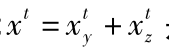 x^t = x_y^t + x_z^t ;